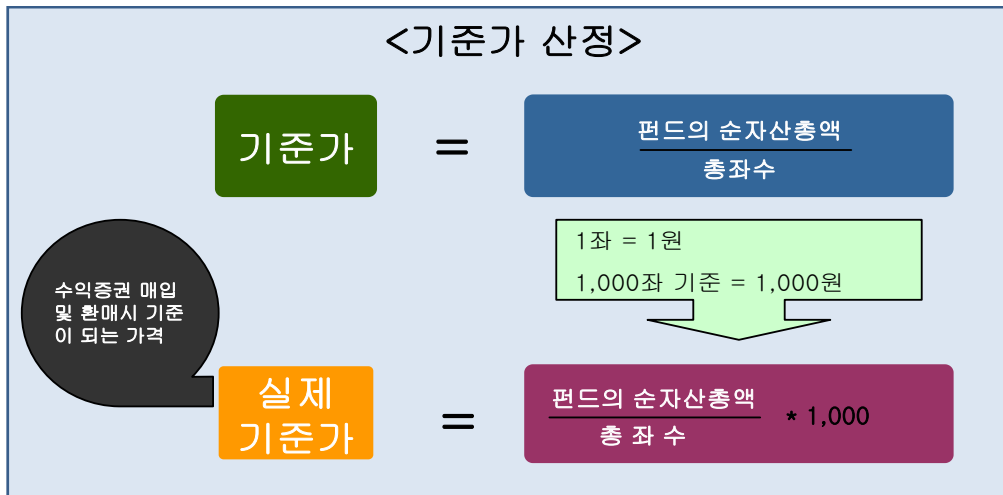 <기준가 산정>
기준가
=
펀드의 순자산총액
총좌수
1좌 = 1원
1,000좌 기준 = 1,000원
수익증권 매입
및 환매시 기준
이 되는 가격
실제
기준가
=
펀드의 순자산총액
총 좌 수
* 1,000